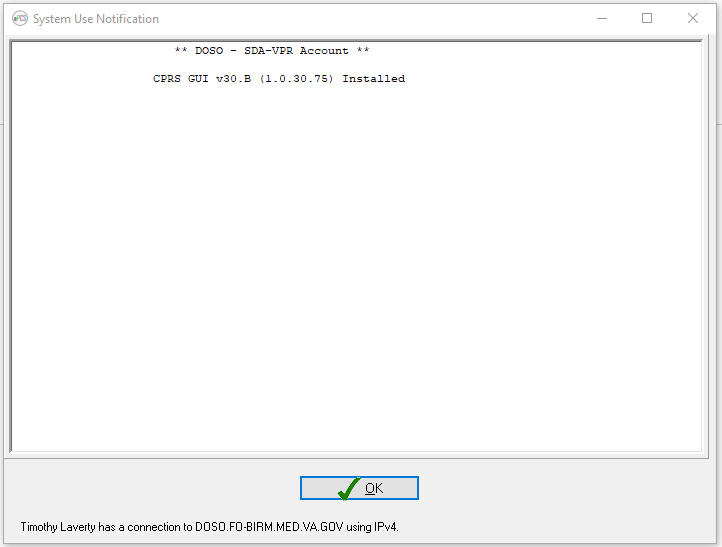 ePCS
System Use Notification
** DOSO - SDA-VPR Account **
CPRS GUI v30.B (1.0.30.75) Installed
OK
Timothy Laverty has a connection to DOSO.FO-BIRM.MED.VA.GOV using IPv4.